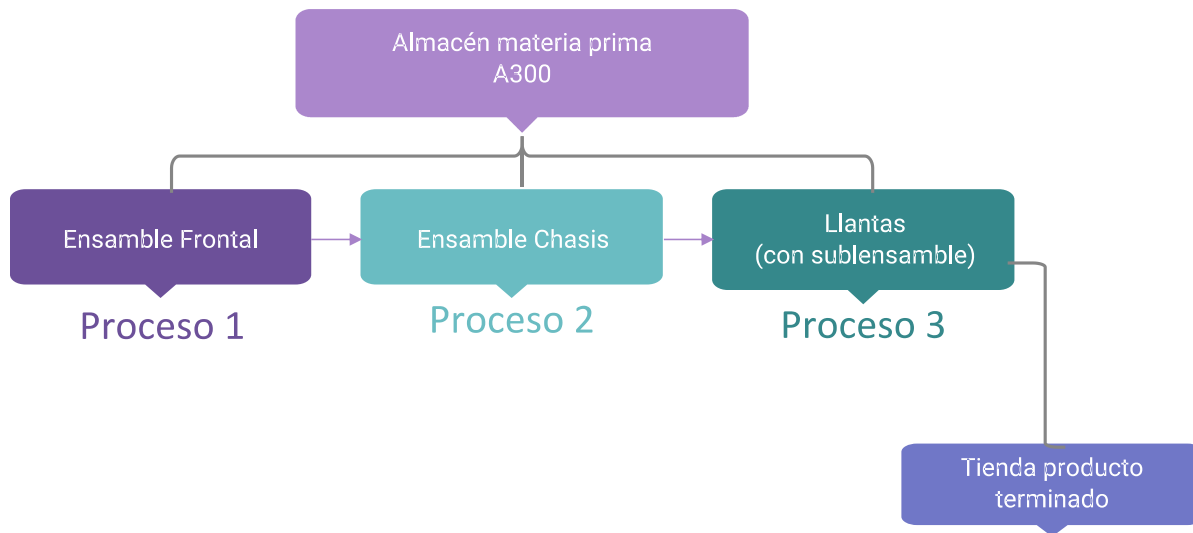 Almacén materia prima
A300
Ensamble Frontal
Ensamble Chasis
Llantas
(con sublensamble)
Proceso 1
Proceso 2
Proceso 3
Tienda producto
terminado